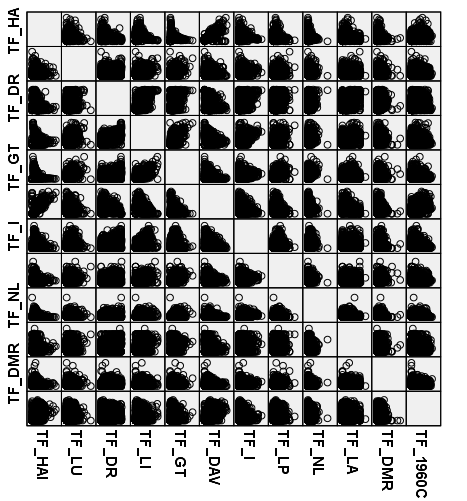 TF_HA
TF_DR
TF_GT
TF_I
TF_NL
TF_DMR
TF_HAI
TF_LU
TF_DR
TF_LI
TF_GT
TF_DAV
TF_I
TF_LP
TF_NL
TF_LA
TF_DMR
TF_1960C